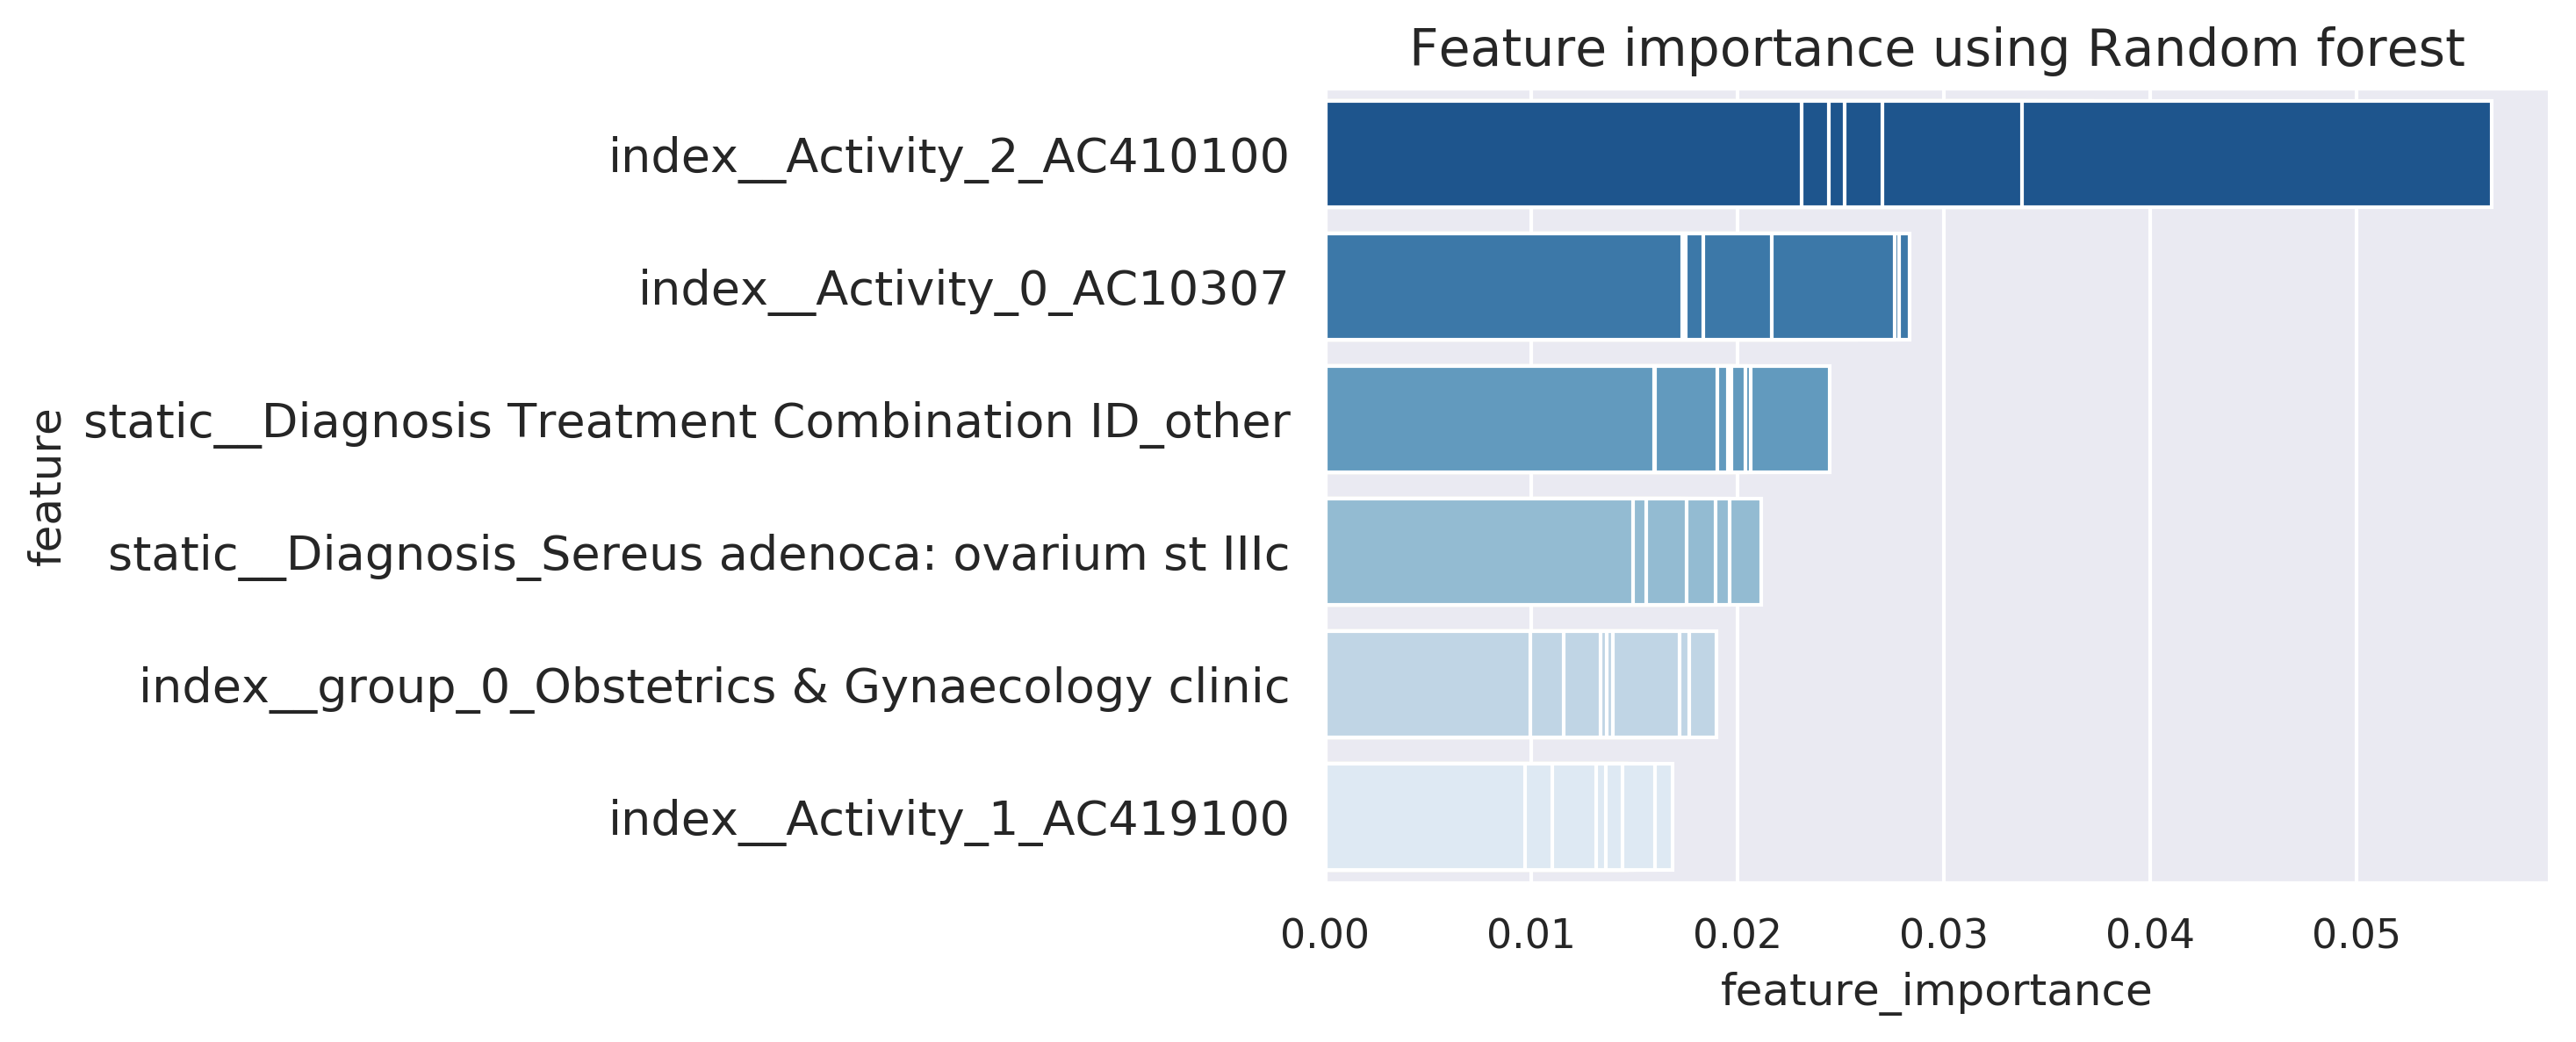 Feature importance using Random forest
index__Activity_2_AC410100
index__Activity_0_AC10307
static__Diagnosis Treatment Combination ID_other
static__Diagnosis_Sereus adenoca: ovarium st IIIc
index__group_0_Obstetrics & Gynaecology clinic
index__Activity_1_AC419100
feature
0.00 0.01 0.02 0.03 0.04 0.05
feature_importance